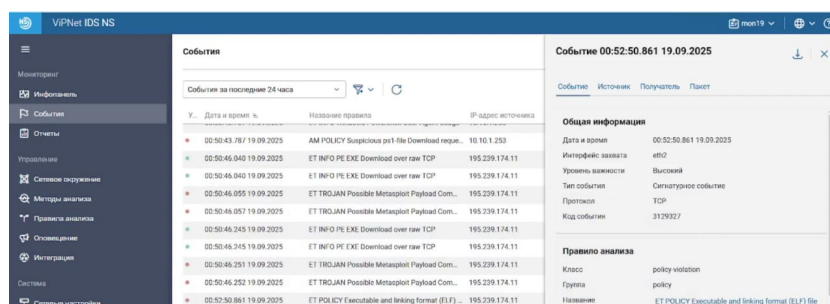 ViPNet IDS NS
mon19
Мониторинг
Инфопанель
События
Отчеты
Управление
Сетевое окружение
Методы анализа
Правила анализа
Оповещение
Интеграция
Система
События
События за последние 24 часа
У... Дата и время Название правила IP-адрес источника
00:50:43.787 19.09.2025 AM POLICY Suspicious ps1-file Download reque... 10.10.1.253
00:50:46.040 19.09.2025 ET INFO PE EXE Download over raw TCP 195.239.174.11
00:50:46.040 19.09.2025 ET INFO PE EXE Download over raw TCP 195.239.174.11
00:50:46.055 19.09.2025 ET TROJAN Possible Metasploit Payload Com... 195.239.174.11
00:50:46.057 19.09.2025 ET TROJAN Possible Metasploit Payload Com... 195.239.174.11
00:50:46.245 19.09.2025 ET INFO PE EXE Download over raw TCP 195.239.174.11
00:50:46.245 19.09.2025 ET INFO PE EXE Download over raw TCP 195.239.174.11
00:50:46.251 19.09.2025 ET TROJAN Possible Metasploit Payload Com... 195.239.174.11
00:50:46.252 19.09.2025 ET TROJAN Possible Metasploit Payload Com... 195.239.174.11
00:52:50.861 19.09.2025 ET POLICY Executable and linking format (ELF) ... 195.239.174.11
Событие 00:52:50.861 19.09.2025
Событие Источник Получатель Пакет
Общая информация
Дата и время 00:52:50.861 19.09.2025
Интерфейс захвата eth2
Уровень важности Высокий
Тип события Сигнатурное событие
Протокол TCP
Код события 3129327
Правило анализа
Класс policy-violation
Группа policy
Название ET POLICY Executable and linking format (ELF) file